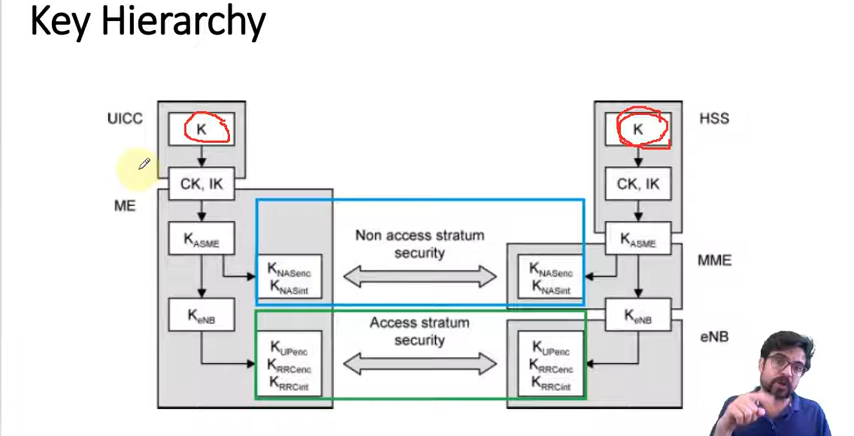 Key Hierarchy
UICC
K
K
HSS
CK, IK
CK, IK
ME
K_ASME
Non access stratum
security
K_ASME
K_NASenc
K_NASint
K_NASenc
K_NASint
MME
K_eNB
Access stratum
security
K_eNB
eNB
K_UPenc
K_RRCenc
K_RRCint
K_UPenc
K_RRCenc
K_RRCint